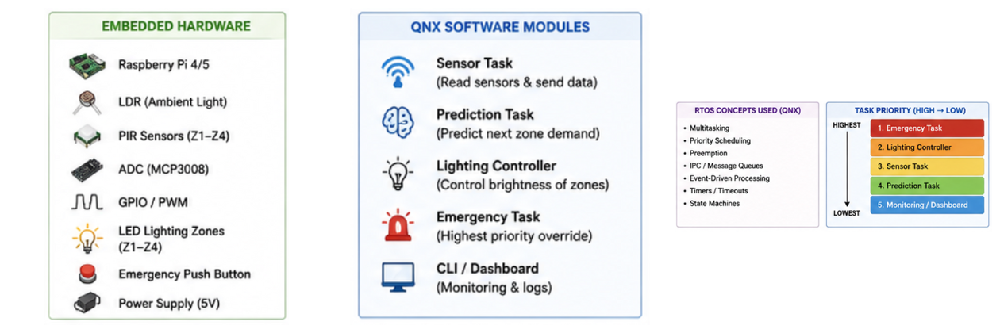 EMBEDDED HARDWARE
Raspberry Pi 4/5
LDR (Ambient Light)
PIR Sensors (Z1–Z4)
ADC (MCP3008)
GPIO / PWM
LED Lighting Zones
(Z1–Z4)
Emergency Push Button
Power Supply (5V)
QNX SOFTWARE MODULES
Sensor Task
(Read sensors & send data)
Prediction Task
(Predict next zone demand)
Lighting Controller
(Control brightness of zones)
Emergency Task
(Highest priority override)
CLI / Dashboard
(Monitoring & logs)
RTOS CONCEPTS USED (QNX)
• Multitasking
• Priority Scheduling
• Preemption
• IPC / Message Queues
• Event-Driven Processing
• Timers / Timeouts
• State Machines
TASK PRIORITY (HIGH → LOW)
HIGHEST
1. Emergency Task
2. Lighting Controller
3. Sensor Task
4. Prediction Task
5. Monitoring / Dashboard
LOWEST